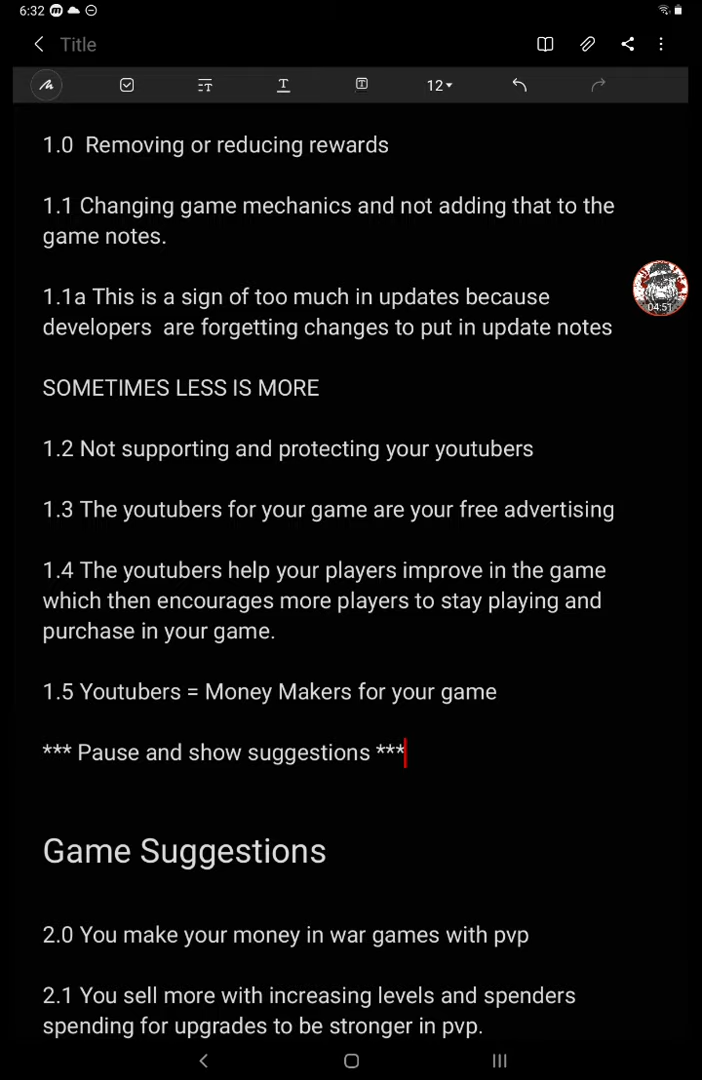 6:32
Title
12
1.0  Removing or reducing rewards
1.1 Changing game mechanics and not adding that to the
game notes.
1.1a This is a sign of too much in updates because
developers  are forgetting changes to put in update notes
04:51
SOMETIMES LESS IS MORE
1.2 Not supporting and protecting your youtubers
1.3 The youtubers for your game are your free advertising
1.4 The youtubers help your players improve in the game
which then encourages more players to stay playing and
purchase in your game.
1.5 Youtubers = Money Makers for your game
*** Pause and show suggestions ***
Game Suggestions
2.0 You make your money in war games with pvp
2.1 You sell more with increasing levels and spenders
spending for upgrades to be stronger in pvp.